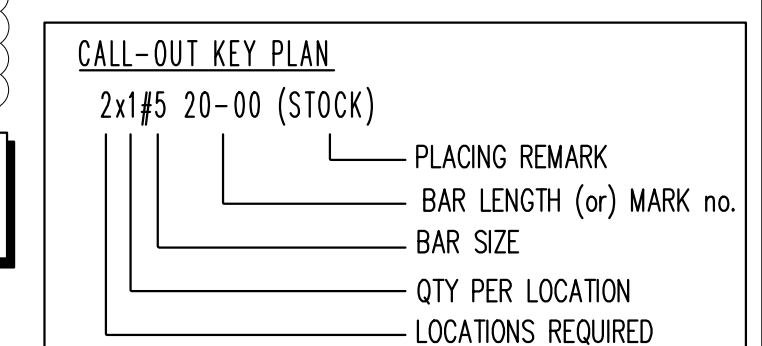 CALL-OUT KEY PLAN
2x1#5 20-00 (STOCK)
PLACING REMARK
BAR LENGTH (or) MARK no.
BAR SIZE
QTY PER LOCATION
LOCATIONS REQUIRED